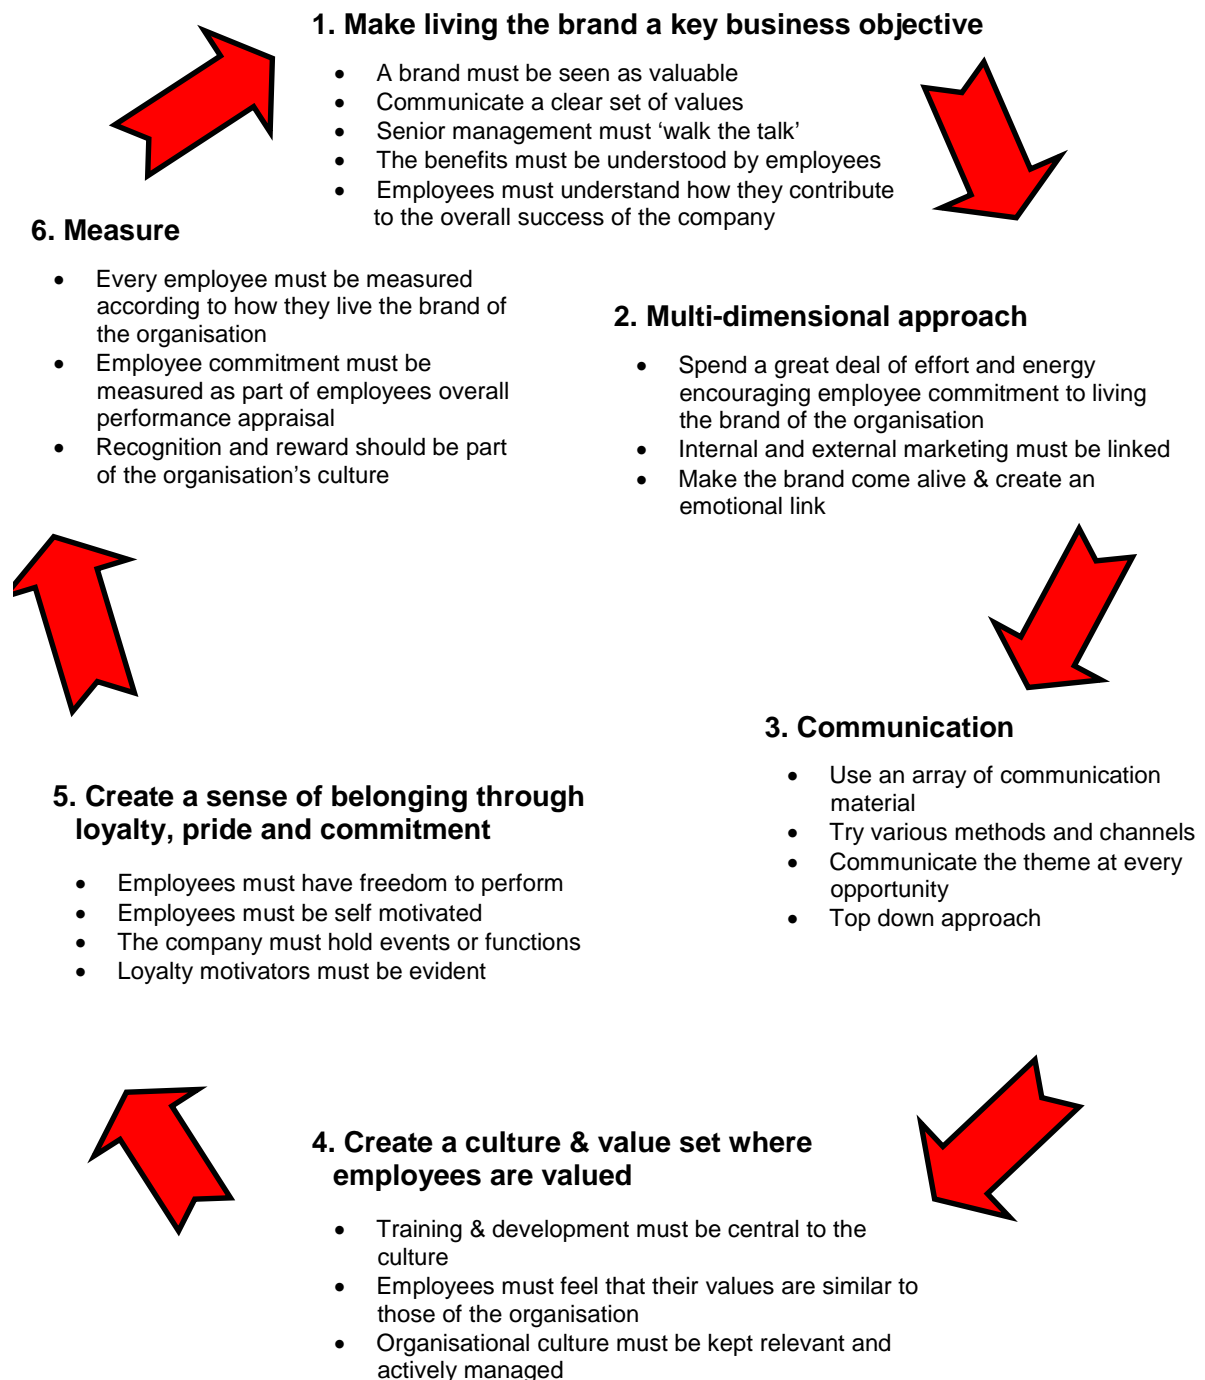 1. Make living the brand a key business objective
• A brand must be seen as valuable
• Communicate a clear set of values
• Senior management must ‘walk the talk’
• The benefits must be understood by employees
• Employees must understand how they contribute
to the overall success of the company
2. Multi-dimensional approach
• Spend a great deal of effort and energy
encouraging employee commitment to living
the brand of the organisation
• Internal and external marketing must be linked
• Make the brand come alive & create an
emotional link
3. Communication
• Use an array of communication
material
• Try various methods and channels
• Communicate the theme at every
opportunity
• Top down approach
4. Create a culture & value set where
employees are valued
• Training & development must be central to the
culture
• Employees must feel that their values are similar to
those of the organisation
• Organisational culture must be kept relevant and
actively managed
5. Create a sense of belonging through
loyalty, pride and commitment
• Employees must have freedom to perform
• Employees must be self motivated
• The company must hold events or functions
• Loyalty motivators must be evident
6. Measure
• Every employee must be measured
according to how they live the brand of
the organisation
• Employee commitment must be
measured as part of employees overall
performance appraisal
• Recognition and reward should be part
of the organisation’s culture